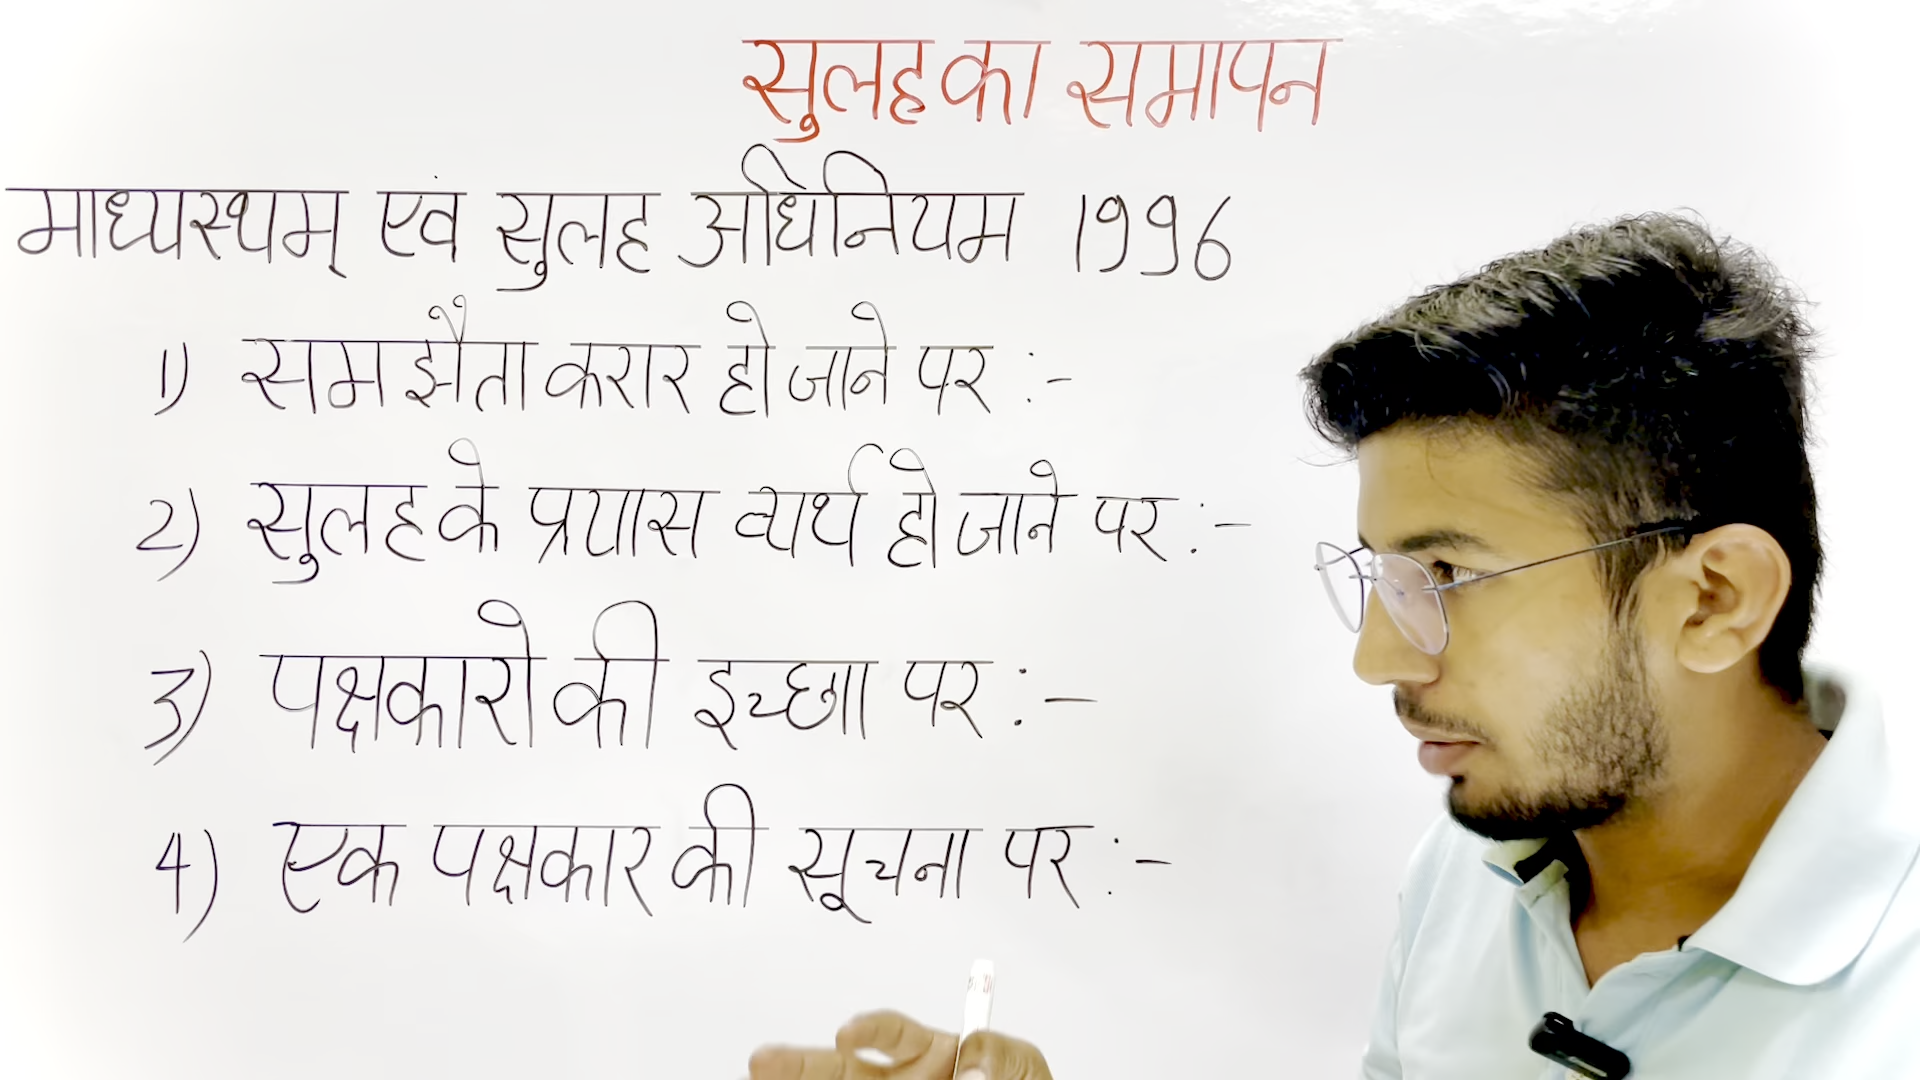 सुलह का समापन
माध्यस्थम् एवं सुलह अधिनियम 1996
1) समझौता करार हो जाने पर :-
2) सुलह के प्रयास व्यर्थ हो जाने पर :-
3) पक्षकारो की इच्छा पर :-
4) एक पक्षकार की सूचना पर :-